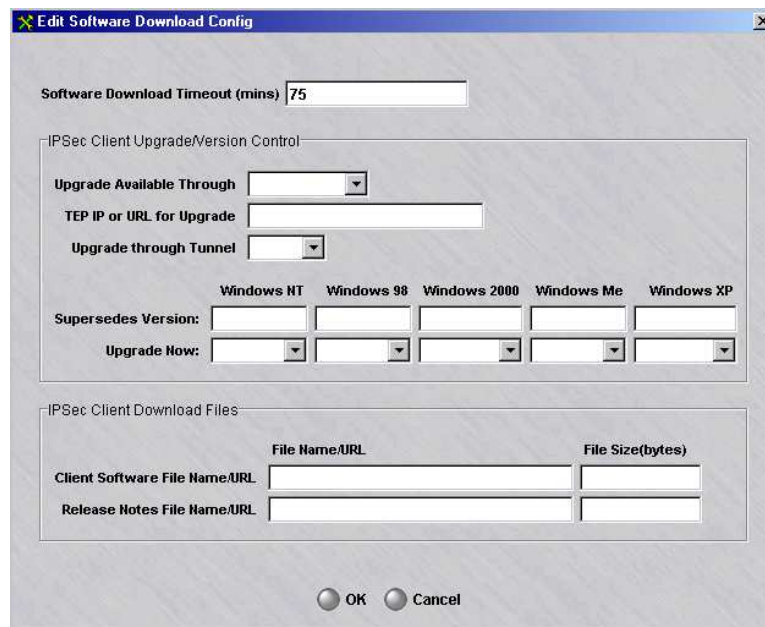 Edit Software Download Config
Software Download Timeout (mins) 75
IPSec Client Upgrade/Version Control
Upgrade Available Through
TEP IP or URL for Upgrade
Upgrade through Tunnel
Windows NT Windows 98 Windows 2000 Windows Me Windows XP
Supersedes Version:
Upgrade Now:
IPSec Client Download Files
File Name/URL File Size(bytes)
Client Software File Name/URL
Release Notes File Name/URL
OK Cancel